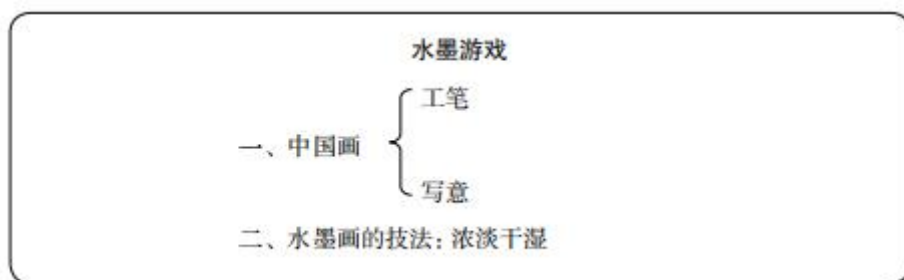 水墨游戏
工笔
一、中国画
写意
二、水墨画的技法：浓淡干湿